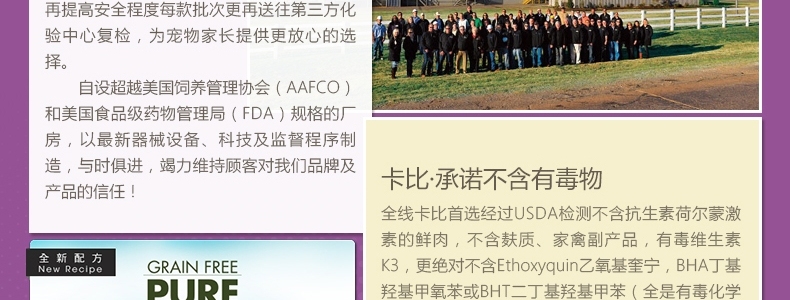 再提高安全程度每款批次更再送往第三方化
验中心复检，为宠物家长提供更放心的选
择。
自设超越美国饲养管理协会（AAFCO）
和美国食品级药物管理局（FDA）规格的厂
房，以最新器械设备、科技及监督程序制
造，与时俱进，竭力维持顾客对我们品牌及
产品的信任！
卡比·承诺不含有毒物
全线卡比首选经过USDA检测不含抗生素荷尔蒙激
素的鲜肉，不含麸质、家禽副产品，有毒维生素
K3，更绝对不含Ethoxyquin乙氧基奎宁，BHA丁基
羟基甲氧苯或BHT二丁基羟基甲苯（全是有毒化学
全新配方
New Recipe
GRAIN FREE
PURE